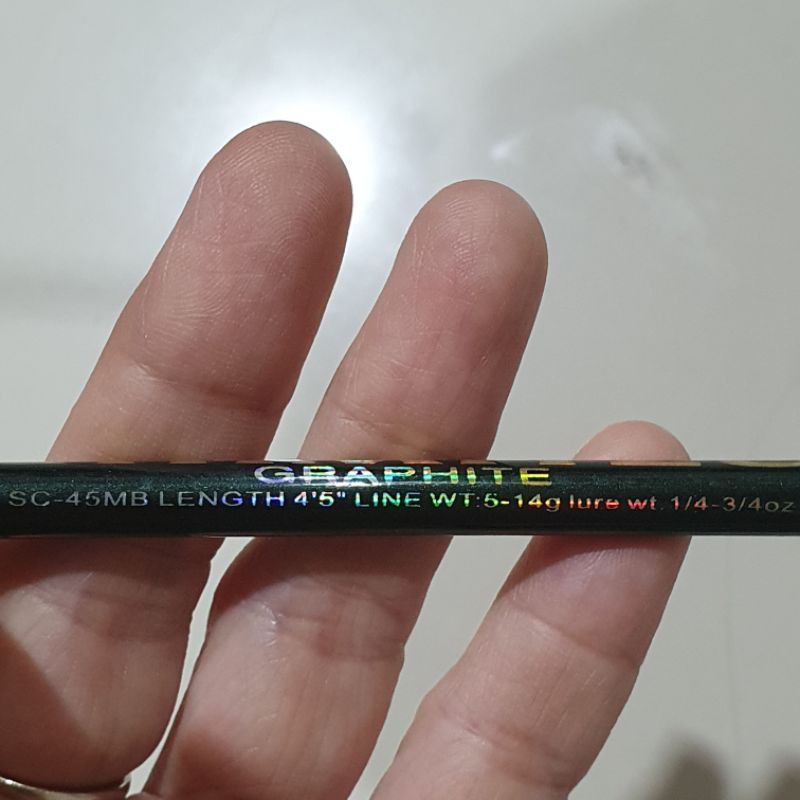 GRAPHITE
SC-45MB LENGTH 4'5" LINE WT:5-14g lure wt. 1/4-3/4oz